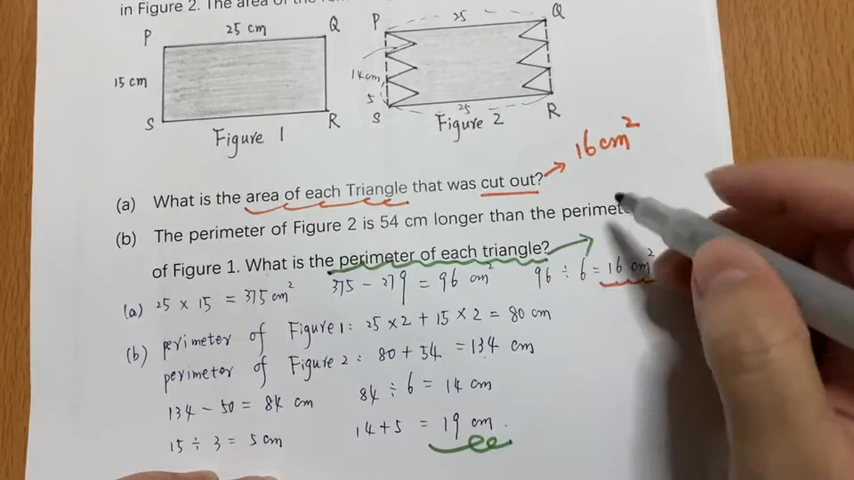 in Figure 2. The area of the
P 25 cm Q
15 cm
S R
Figure 1
P 25 Q
14cm
5
S 25 R
Figure 2
16cm²
(a) What is the area of each Triangle that was cut out?
(b) The perimeter of Figure 2 is 54 cm longer than the perimete
of Figure 1. What is the perimeter of each triangle?
(a) 25 × 15 = 375cm² 375 - 279 = 96 cm² 96 ÷ 6 = 16 cm²
(b) perimeter of Figure 1: 25 × 2 + 15 × 2 = 80 cm
perimeter of Figure 2: 80 + 54 = 134 cm
134 - 50 = 84 cm 84 ÷ 6 = 14 cm
15 ÷ 3 = 5 cm 14 + 5 = 19 cm.